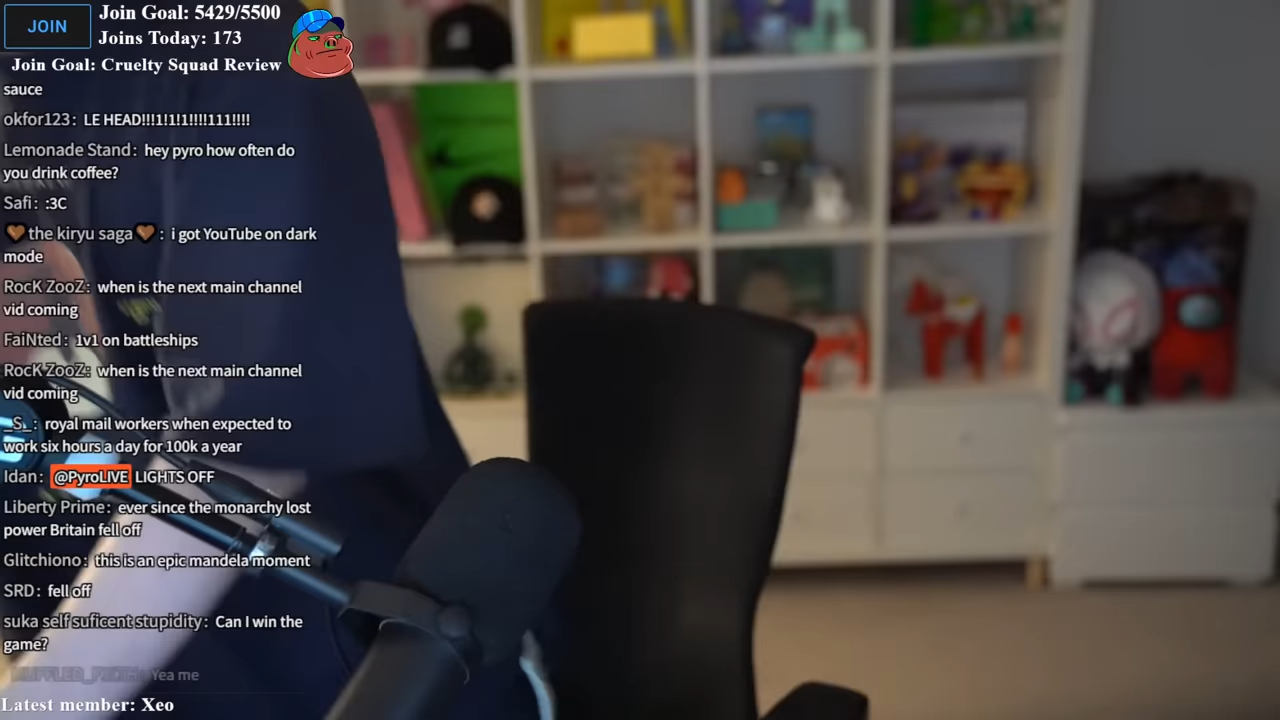 JOIN
Join Goal: 5429/5500
Joins Today: 173
Join Goal: Cruelty Squad Review
sauce
okfor123: LE HEAD!!!1!1!1!!!!111!!!!
Lemonade Stand: hey pyro how often do
you drink coffee?
Safi: :3C
🤎the kiryu saga🤎: i got YouTube on dark
mode
RocK ZooZ: when is the next main channel
vid coming
FaiNted: 1v1 on battleships
RocK ZooZ: when is the next main channel
vid coming
_S_: royal mail workers when expected to
work six hours a day for 100k a year
Idan: @PyroLIVE LIGHTS OFF
Liberty Prime: ever since the monarchy lost
power Britain fell off
Glitchiono: this is an epic mandela moment
SRD: fell off
suka self suficent stupidity: Can I win the
game?
Yea me
Latest member: Xeo